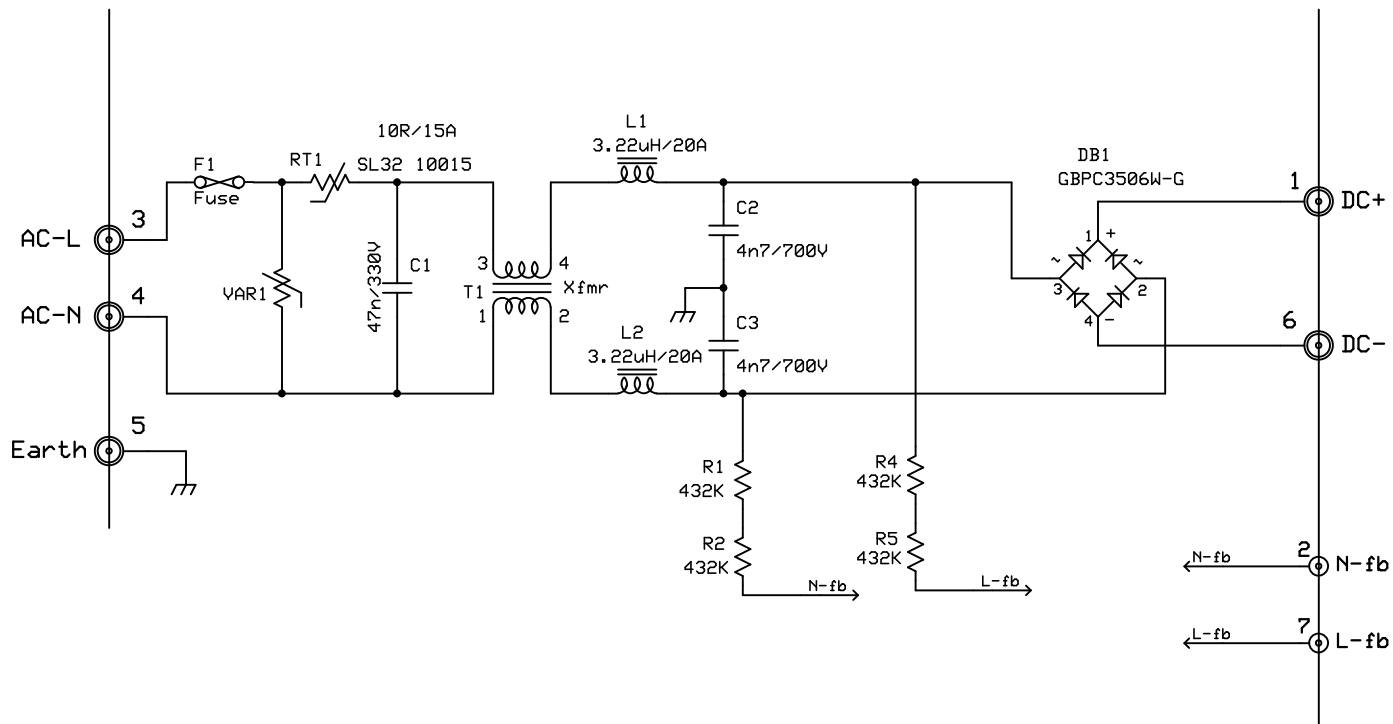 AC-L
3
AC-N
4
Earth
5
F1
Fuse
RT1
10R/15A
SL32 10015
VAR1
C1
47n/330V
T1
3
4
1
2
Xfmr
L1
3.22uH/20A
L2
3.22uH/20A
C2
4n7/700V
C3
4n7/700V
R1
432K
R2
432K
N-fb
R4
432K
R5
432K
L-fb
DB1
GBPC3506W-G
1
+
~
~
3
2
4
-
1
DC+
6
DC-
N-fb
2
N-fb
L-fb
7
L-fb